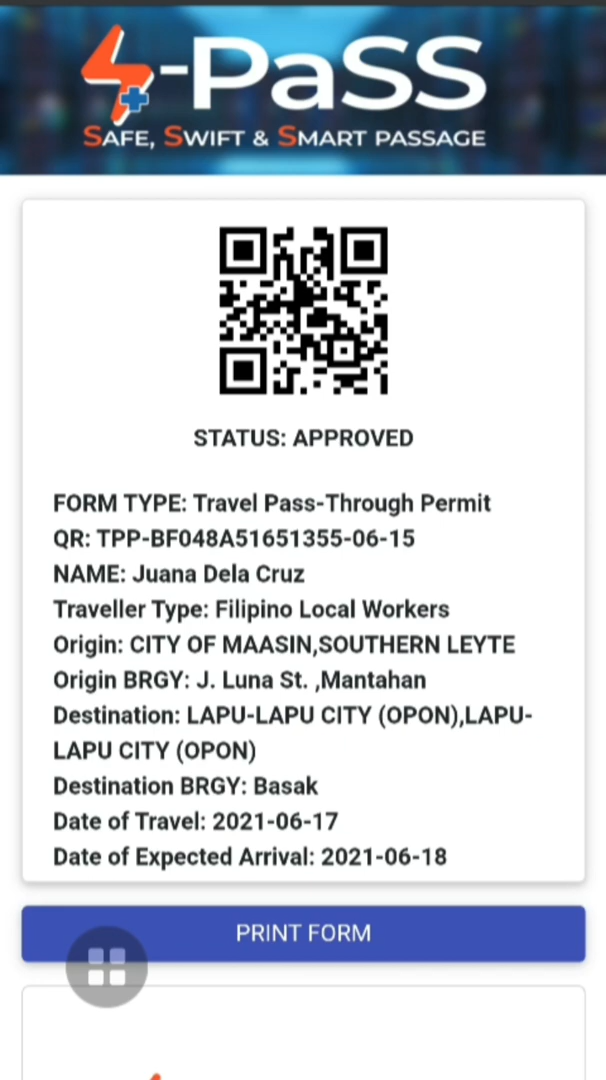 S-PaSS
SAFE, SWIFT & SMART PASSAGE
STATUS: APPROVED
FORM TYPE: Travel Pass-Through Permit
QR: TPP-BF048A51651355-06-15
NAME: Juana Dela Cruz
Traveller Type: Filipino Local Workers
Origin: CITY OF MAASIN,SOUTHERN LEYTE
Origin BRGY: J. Luna St. ,Mantahan
Destination: LAPU-LAPU CITY (OPON),LAPU-
LAPU CITY (OPON)
Destination BRGY: Basak
Date of Travel: 2021-06-17
Date of Expected Arrival: 2021-06-18
PRINT FORM